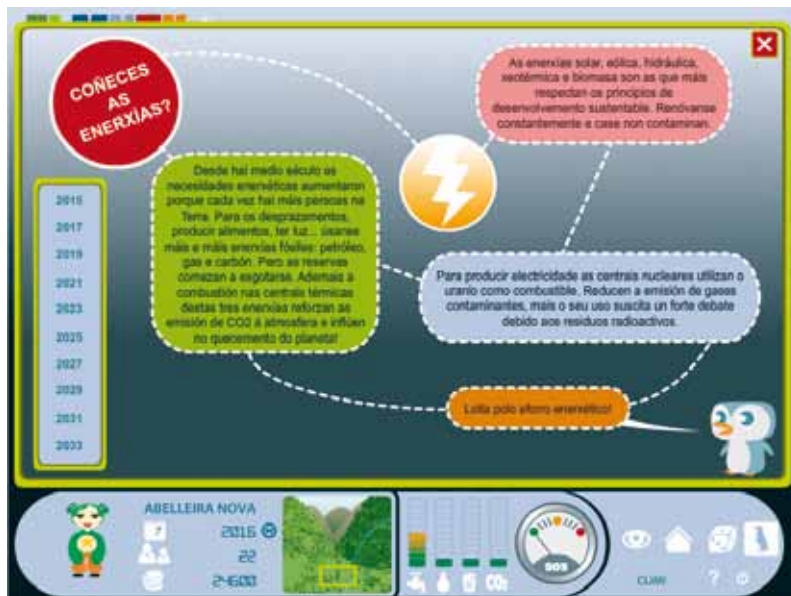 COÑECES
AS
ENERXÍAS?
As enerxías solar, eólica, hidráulica,
xeotérmica e biomasa son as que máis
respectan os principios de
desenvolvemento sustentable. Renóvanse
constantemente e case non contaminan.
Desde hai medio século as
necesidades enerxéticas aumentaron
porque cada vez hai máis persoas na
Terra. Para os desprazamentos,
producir alimentos, ter luz... úsanse
máis e máis enerxías fósiles: petróleo,
gas e carbón. Pero as reservas
comezan a esgotarse. Ademais a
combustión nas centrais térmicas
destas tres enerxías reforzan as
emisión de CO2 á atmosfera e inflúen
no quecemento do planeta!
Para producir electricidade as centrais nucleares utilizan o
uranio como combustible. Reducen a emisión de gases
contaminantes, mais o seu uso suscita un forte debate
debido aos residuos radioactivos.
Loita polo aforro enerxético!
2015
2017
2019
2021
2023
2025
2027
2029
2031
2033
ABELLEIRA NOVA
2016
22
24600
CO2
SOS
?